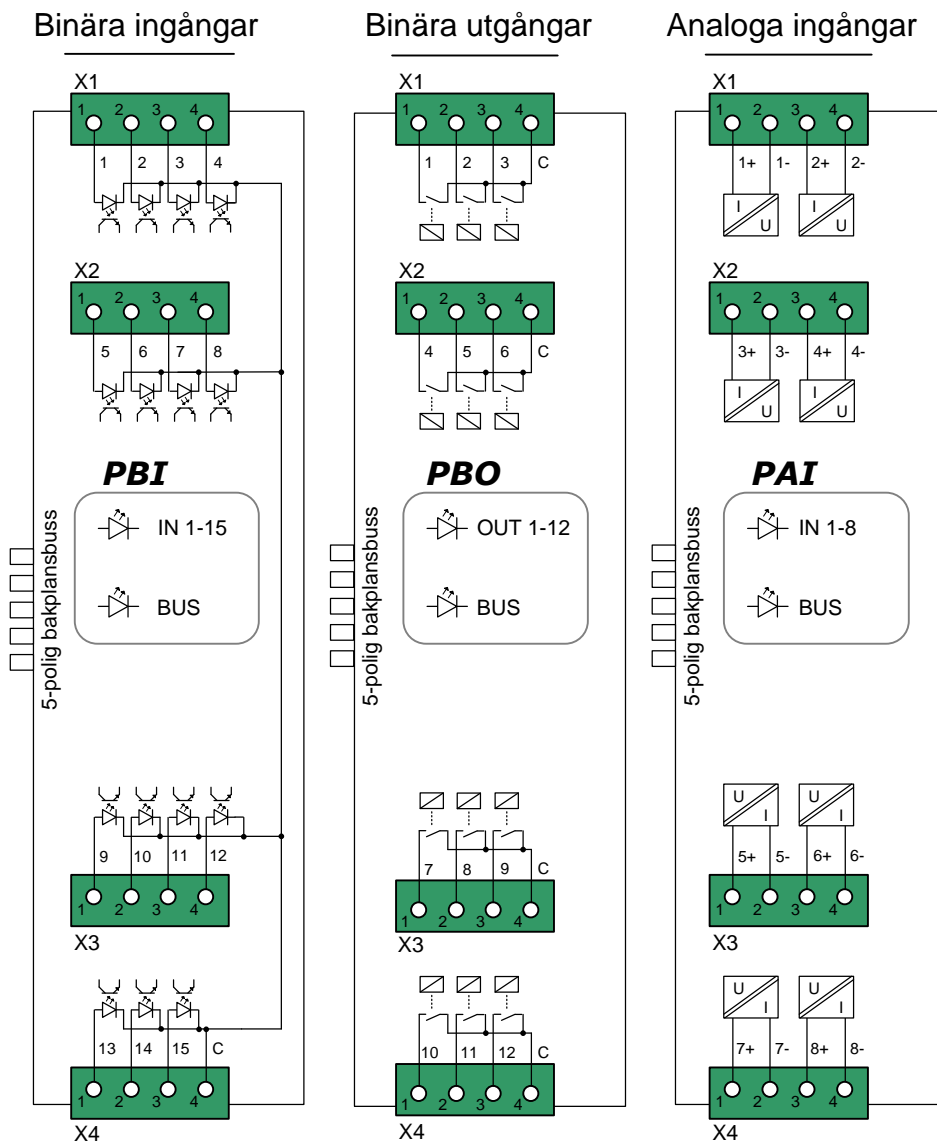 Binära ingångar
Binära utgångar
Analoga ingångar
X1
1 2 3 4
1 2 3 4
X2
1 2 3 4
5 6 7 8
PBI
IN 1-15
BUS
5-polig bakplansbuss
9 10 11 12
1 2 3 4
X3
13 14 15 C
1 2 3 4
X4
X1
1 2 3 4
1 2 3 C
X2
1 2 3 4
4 5 6 C
PBO
OUT 1-12
BUS
5-polig bakplansbuss
7 8 9 C
1 2 3 4
X3
10 11 12 C
1 2 3 4
X4
X1
1 2 3 4
1+ 1- 2+ 2-
I U I U
X2
1 2 3 4
3+ 3- 4+ 4-
I U I U
PAI
IN 1-8
BUS
5-polig bakplansbuss
U I U I
5+ 5- 6+ 6-
1 2 3 4
X3
U I U I
7+ 7- 8+ 8-
1 2 3 4
X4